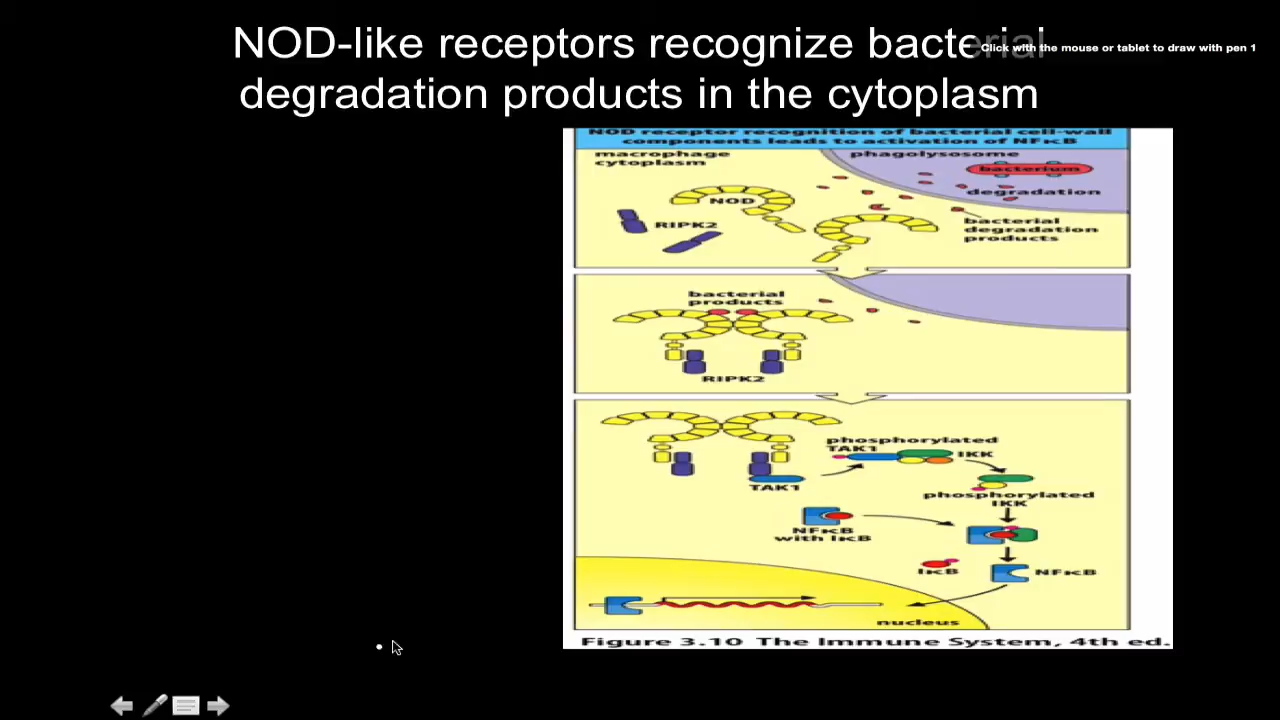 NOD-like receptors recognize bacterial
Click with the mouse or tablet to draw with pen 1
degradation products in the cytoplasm
NOD receptor recognition of bacterial cell-wall
components leads to activation of NFκB
macrophage
cytoplasm
phagolysosome
bacterium
degradation
NOD
RIPK2
bacterial
degradation
products
bacterial
products
RIPK2
phosphorylated
TAK1
IKK
TAK1
phosphorylated
IKK
NFκB
with IκB
IκB
NFκB
nucleus
Figure 3.10 The Immune System, 4th ed.